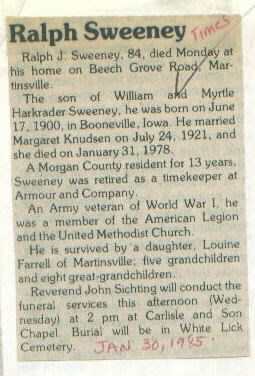 Ralph Sweeney Times
Ralph J. Sweeney, 84, died Monday at
his home on Beech Grove Road, Mar-
tinsville.
The son of William and Myrtle
Harkrader Sweeney, he was born on June
17, 1900, in Booneville, Iowa. He married
Margaret Knudsen on July 24, 1921, and
she died on January 31, 1978.
A Morgan County resident for 13 years,
Sweeney was retired as a timekeeper at
Armour and Company.
An Army veteran of World War I, he
was a member of the American Legion
and the United Methodist Church.
He is survived by a daughter, Louine
Farrell of Martinsville; five grandchildren
and eight great-grandchildren.
Reverend John Sichting will conduct the
funeral services this afternoon (Wed-
nesday) at 2 pm at Carlisle and Son
Chapel. Burial will be in White Lick
Cemetery. JAN 30, 1985